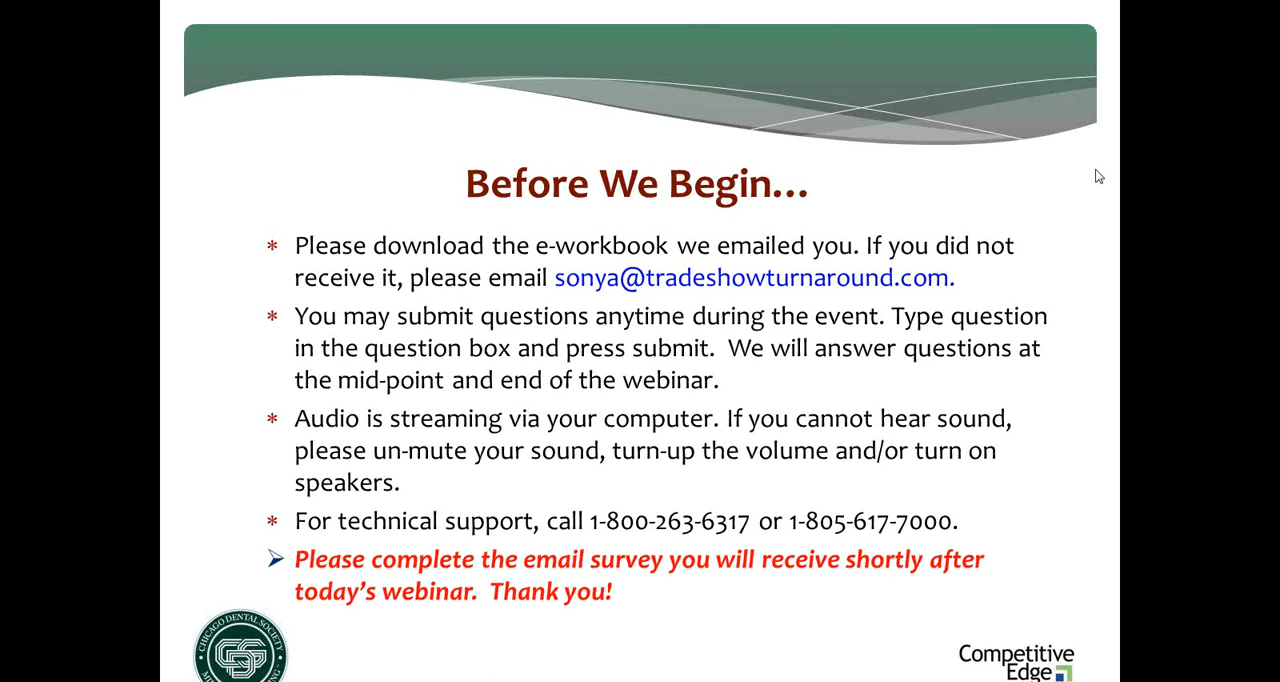 Before We Begin...
* Please download the e-workbook we emailed you. If you did not
receive it, please email sonya@tradeshowturnaround.com.
* You may submit questions anytime during the event. Type question
in the question box and press submit.  We will answer questions at
the mid-point and end of the webinar.
* Audio is streaming via your computer. If you cannot hear sound,
please un-mute your sound, turn-up the volume and/or turn on
speakers.
* For technical support, call 1-800-263-6317 or 1-805-617-7000.
➢ Please complete the email survey you will receive shortly after
today's webinar.  Thank you!
CHICAGO DENTAL SOCIETY
CDS
Competitive
Edge